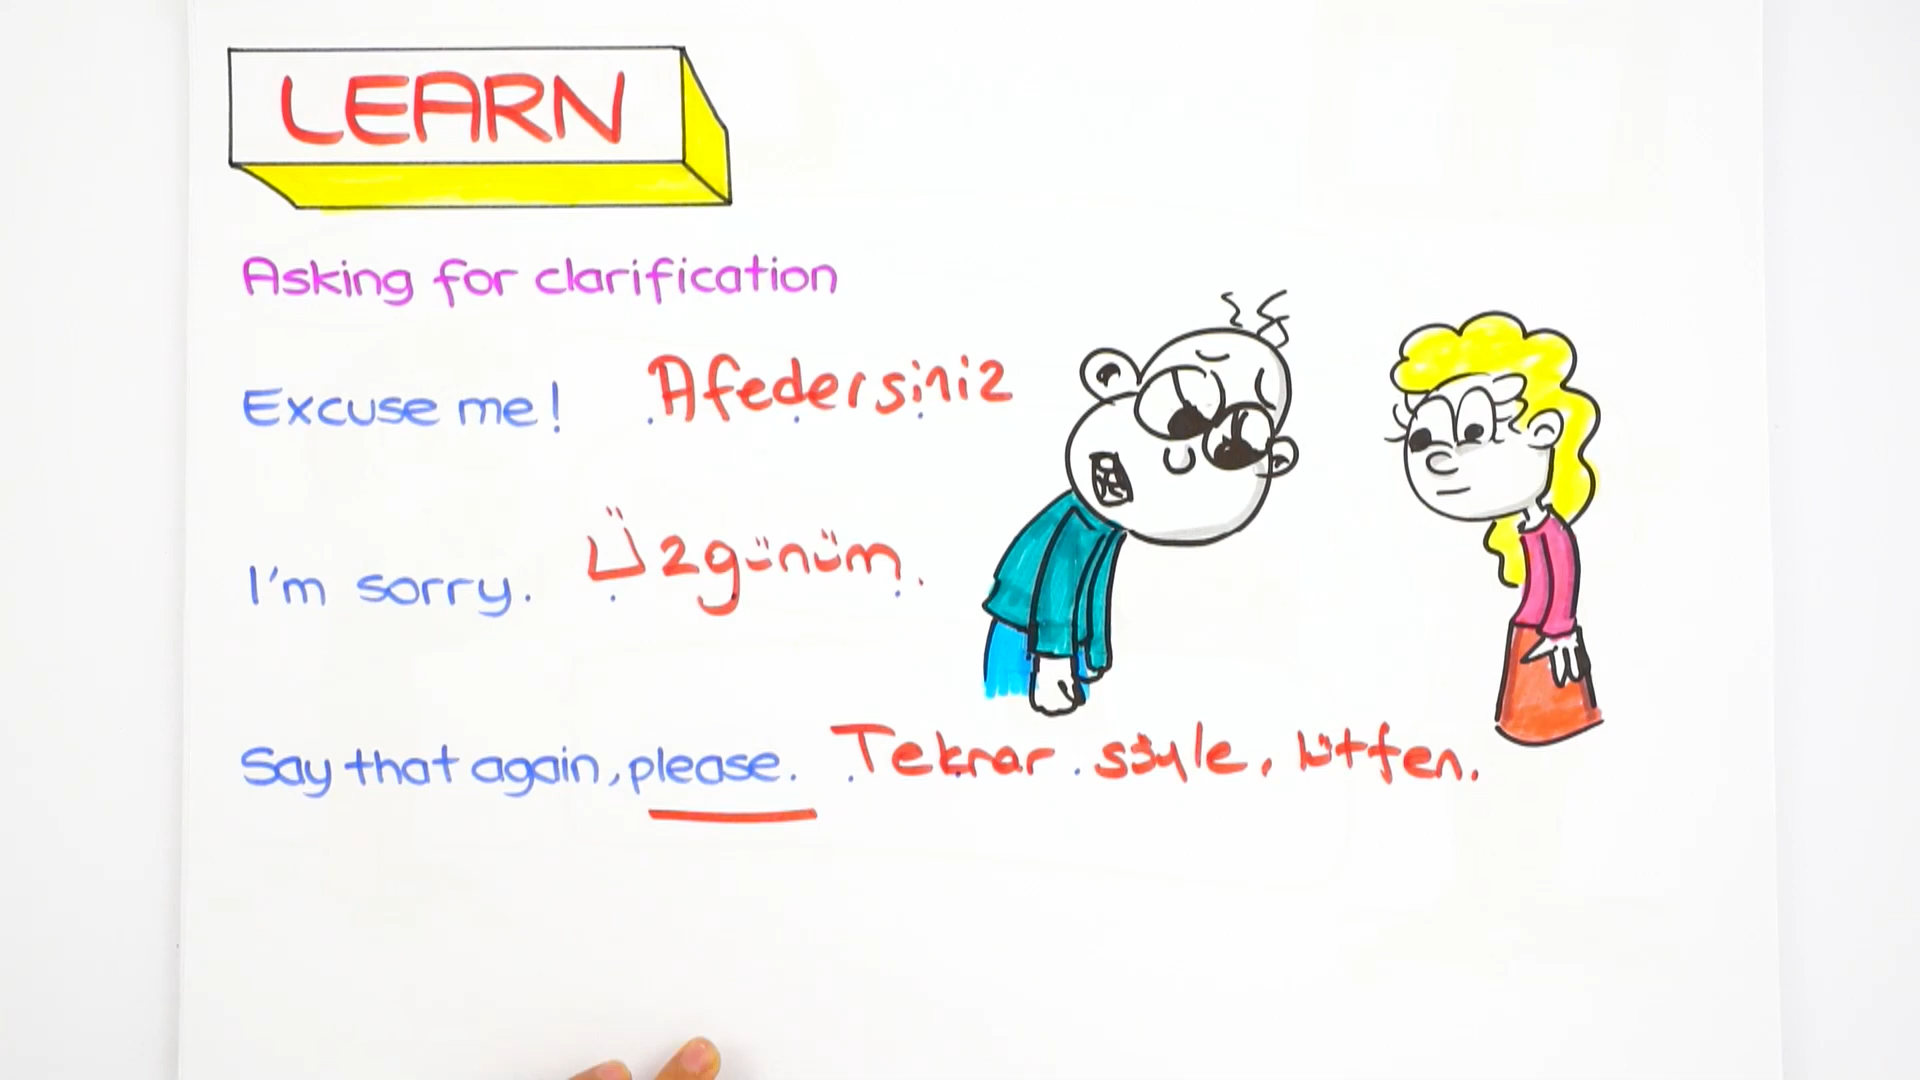 LEARN
Asking for clarification
Excuse me! Afedersiniz
I'm sorry. Üzgünüm.
Say that again, please. Tekrar söyle, lütfen.